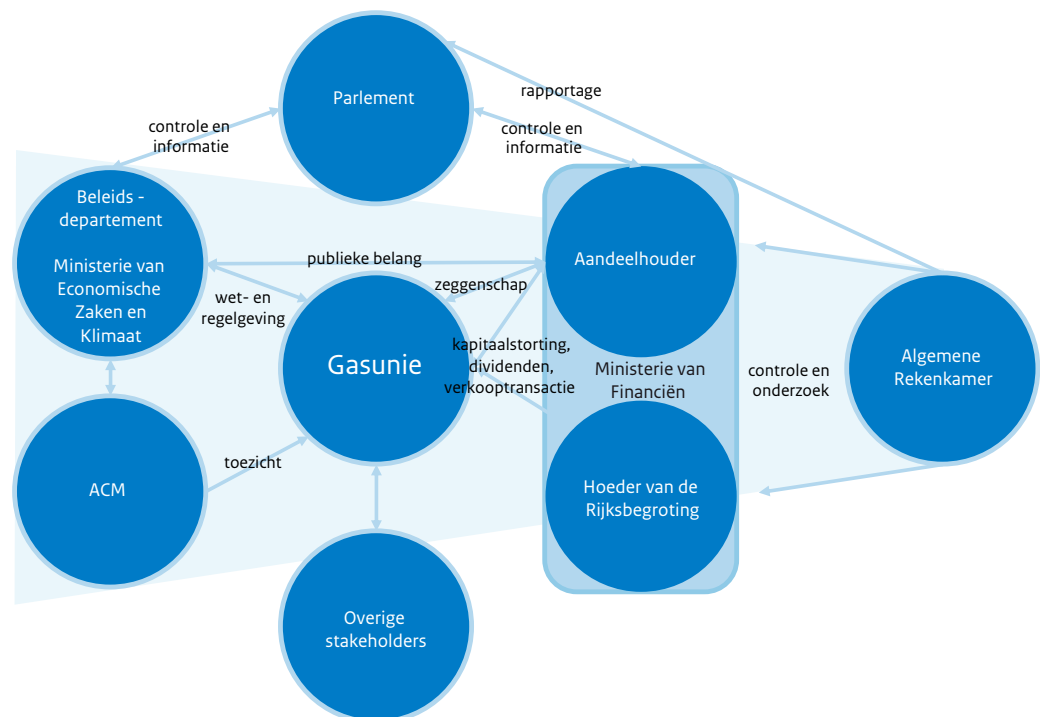 Parlement
rapportage
controle en
informatie
controle en
informatie
Beleids -
departement
Ministerie van
Economische
Zaken en
Klimaat
publieke belang
Aandeelhouder
zeggenschap
wet- en
regelgeving
Gasunie
kapitaalstorting,
dividenden,
verkooptransactie
Ministerie van
Financiën
controle en
onderzoek
Algemene
Rekenkamer
toezicht
ACM
Hoeder van de
Rijksbegroting
Overige
stakeholders